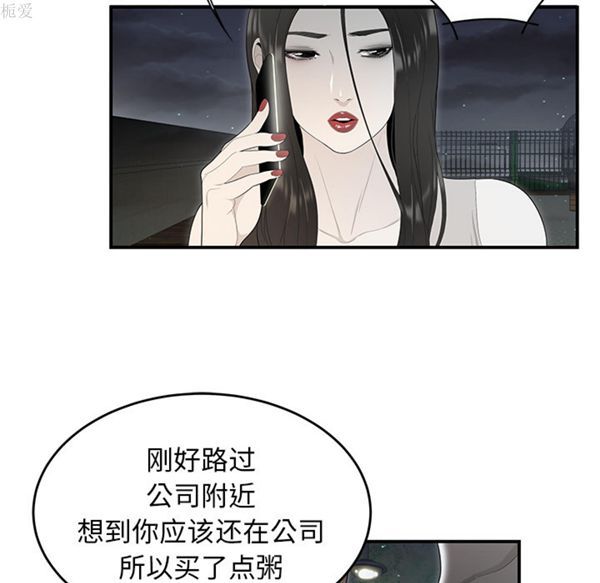 栀爱
刚好路过
公司附近
想到你应该还在公司
所以买了点粥